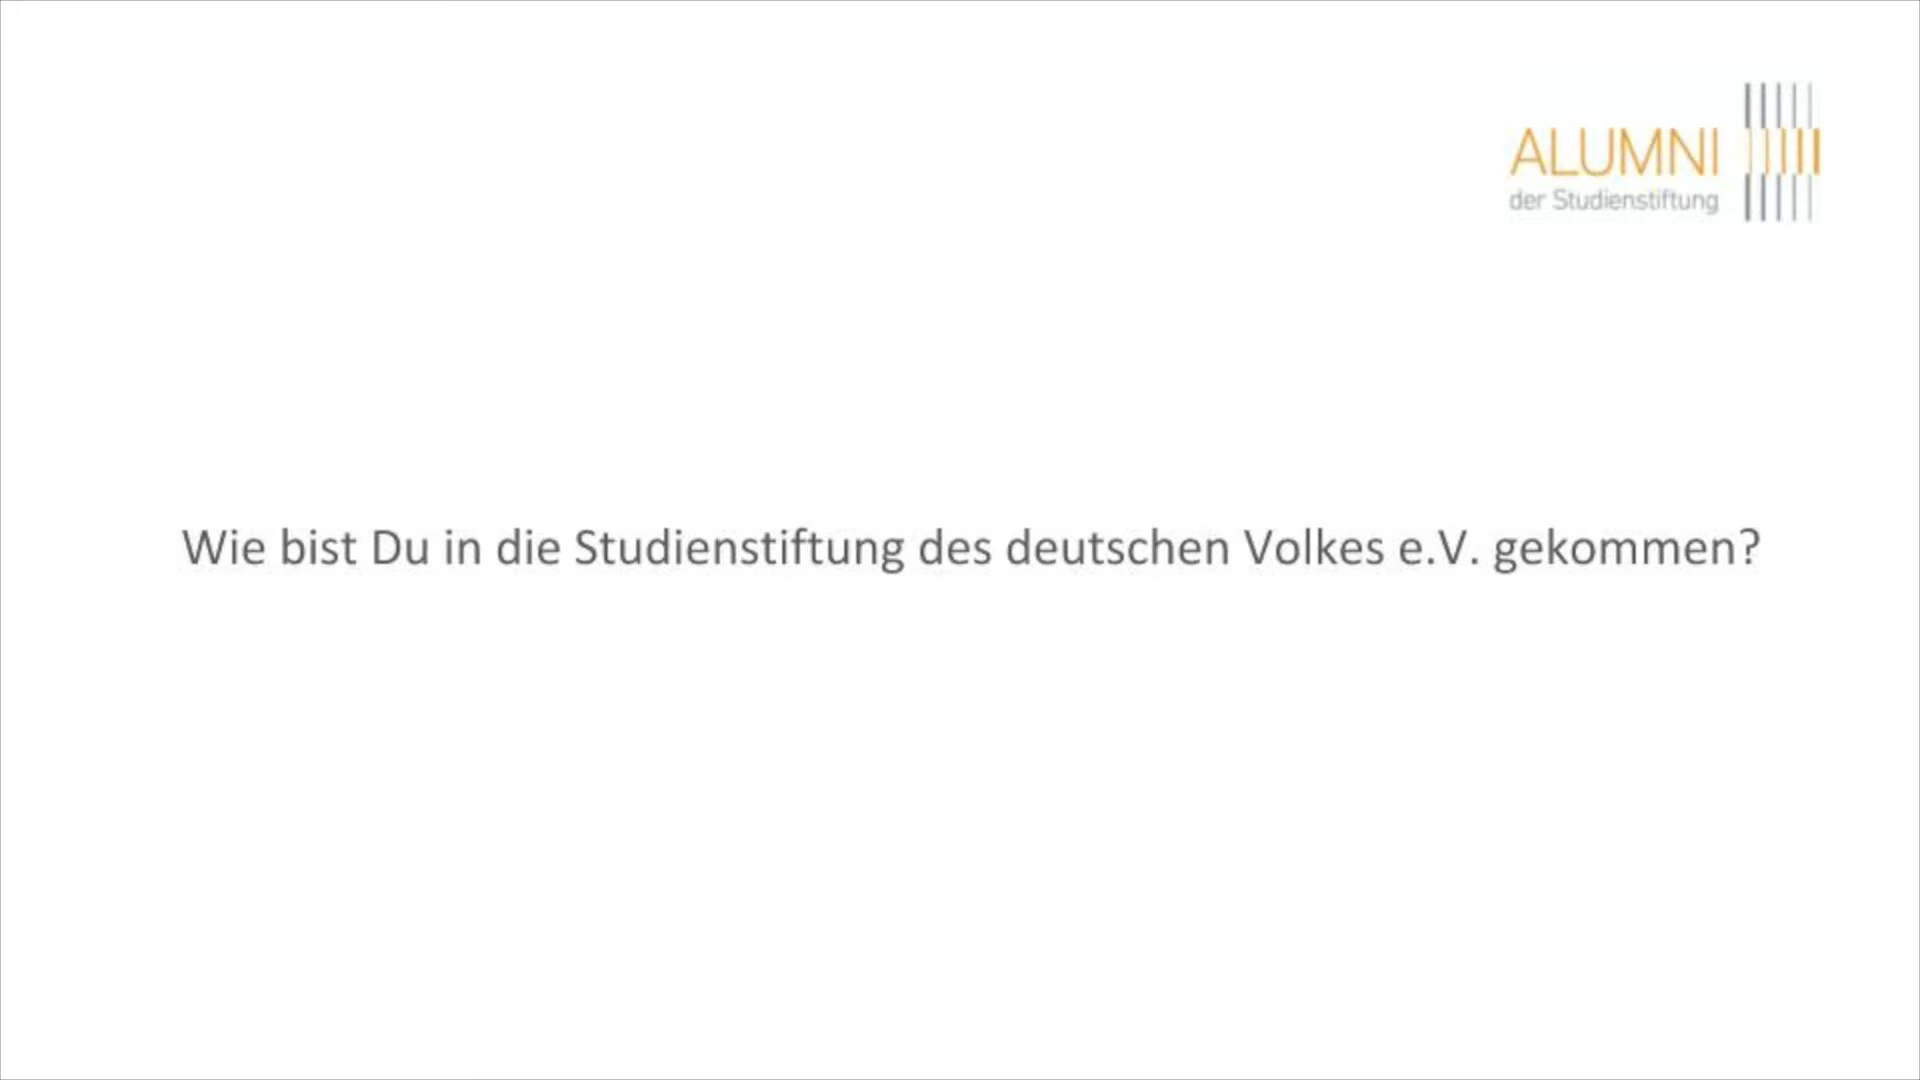 ALUMNI
der Studienstiftung
Wie bist Du in die Studienstiftung des deutschen Volkes e.V. gekommen?